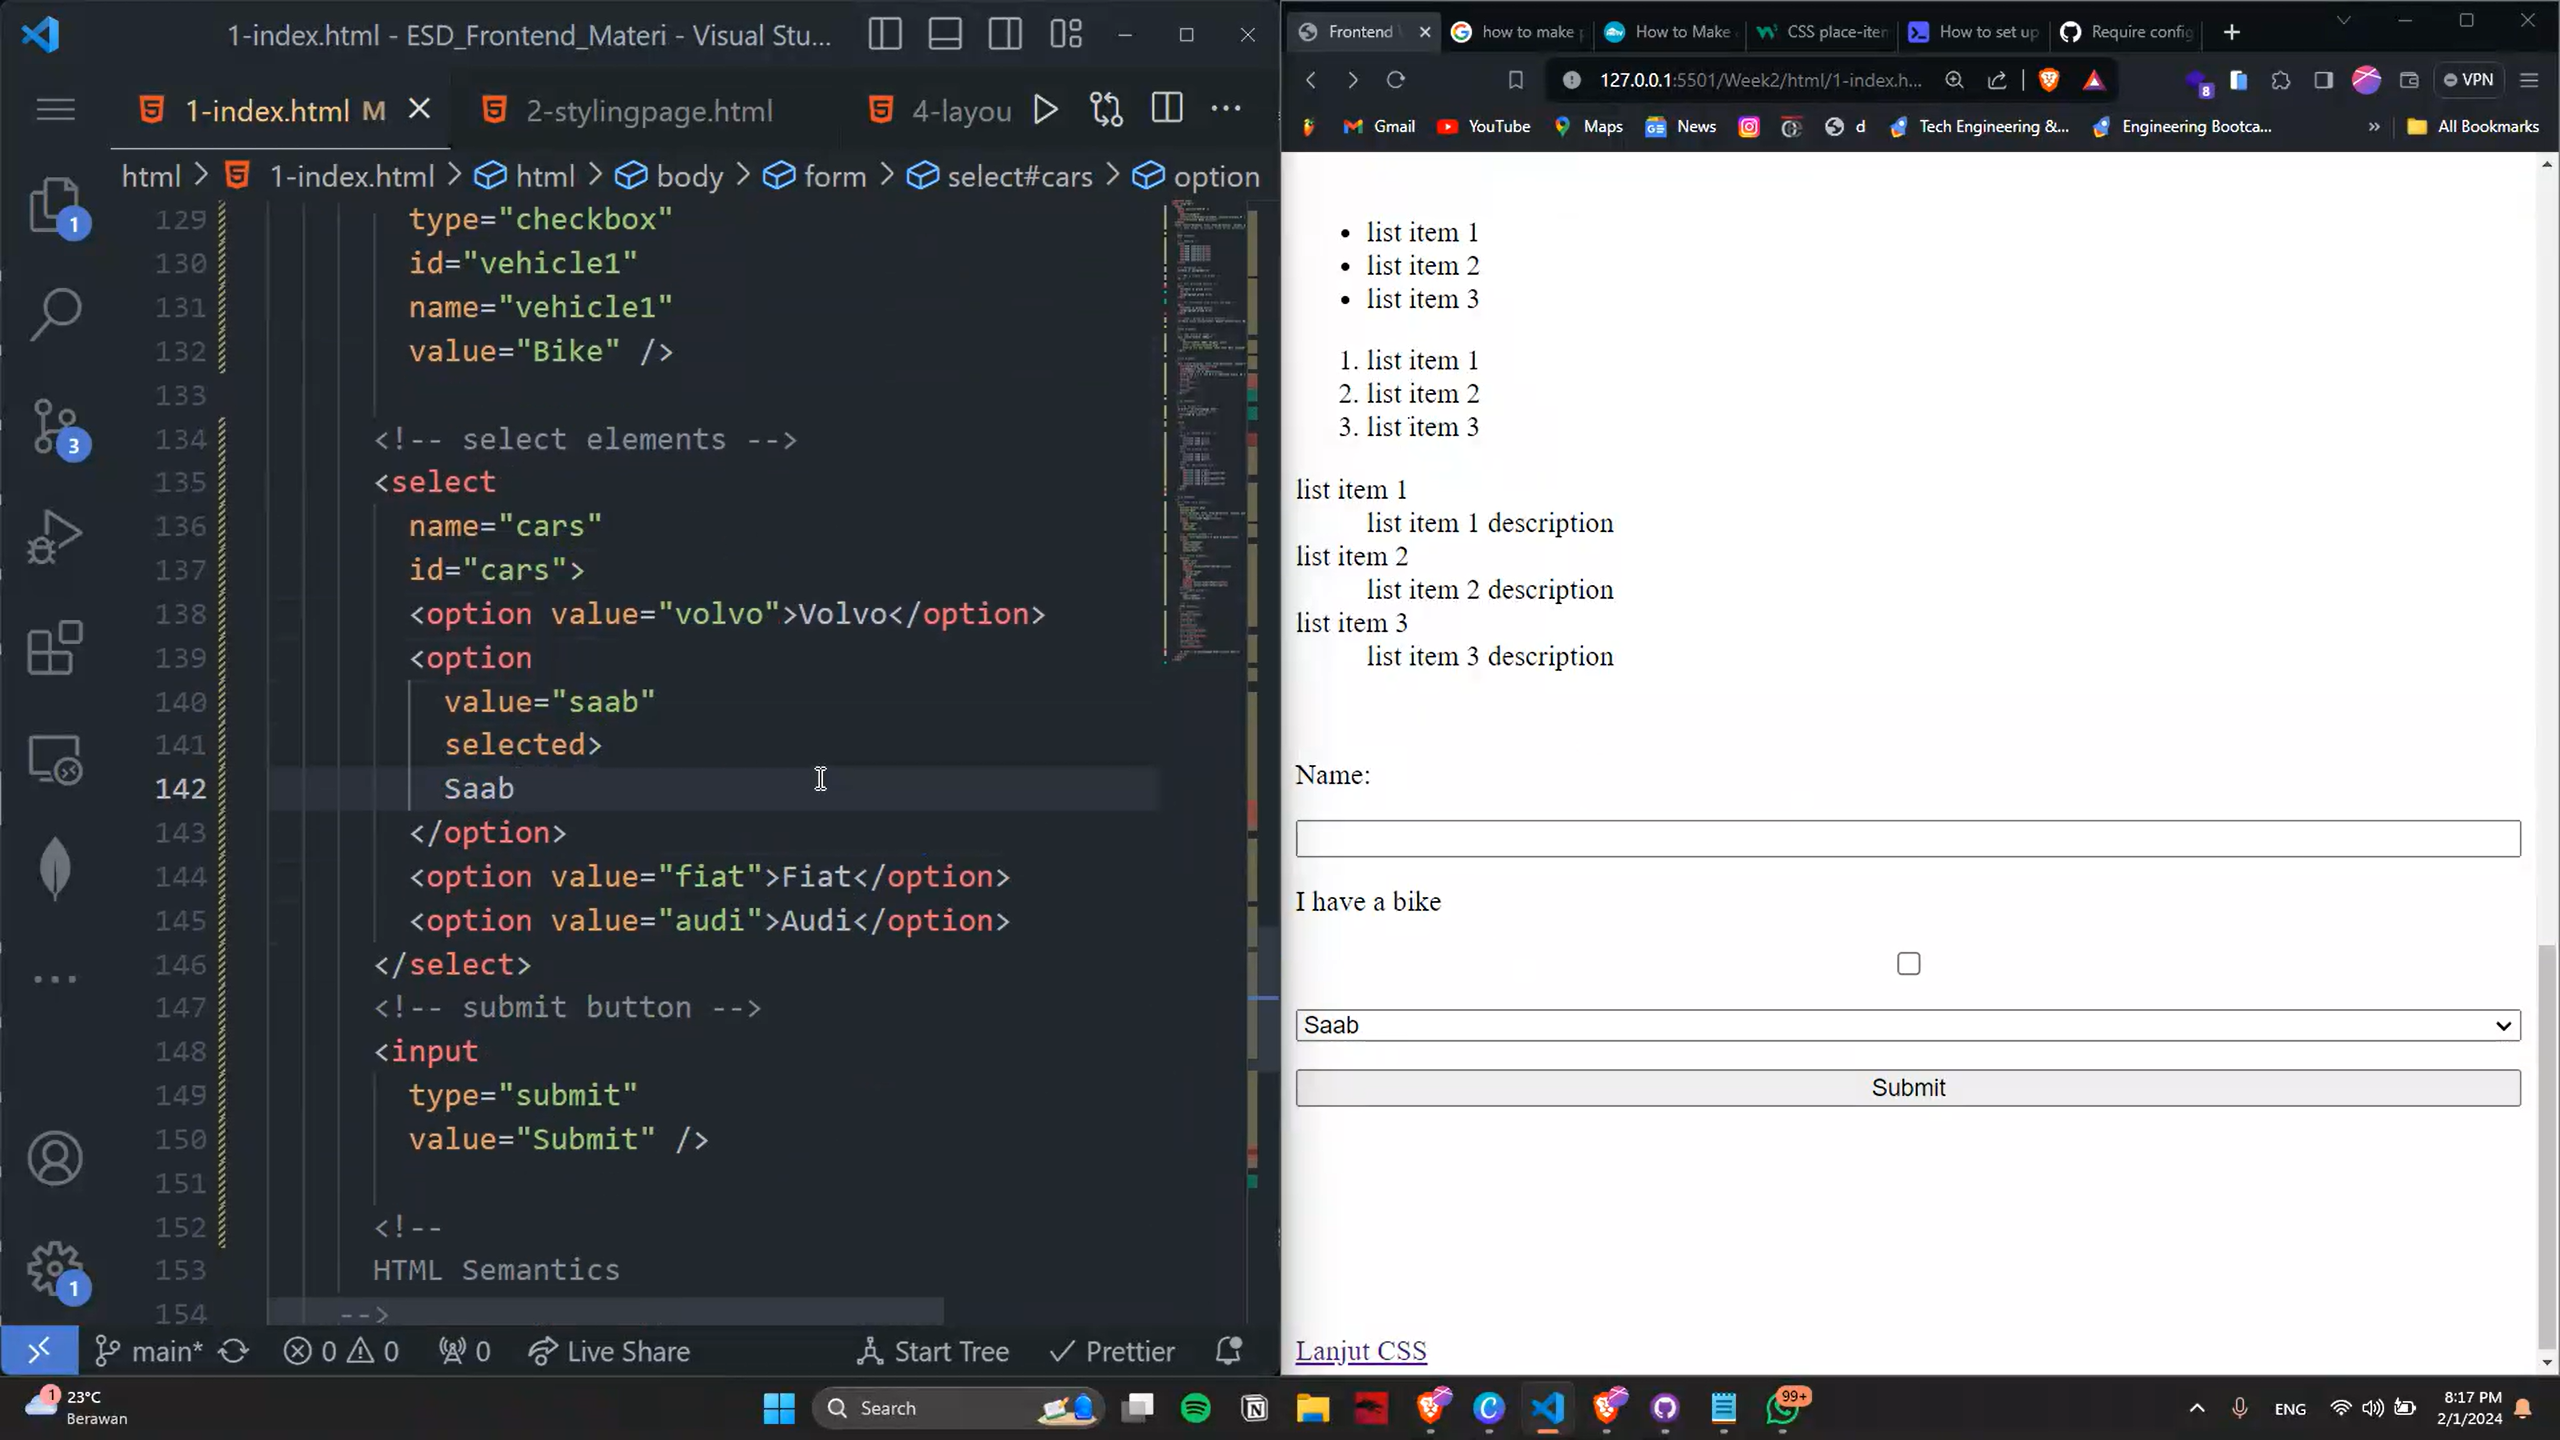 1-index.html - ESD_Frontend_Materi - Visual Stu...
1-index.html M
2-stylingpage.html
4-layou
html > 1-index.html > html > body > form > select#cars > option
129 type="checkbox"
130 id="vehicle1"
131 name="vehicle1"
132 value="Bike" />
133
134 <!-- select elements -->
135 <select
136 name="cars"
137 id="cars">
138 <option value="volvo">Volvo</option>
139 <option
140 value="saab"
141 selected>
142 Saab
143 </option>
144 <option value="fiat">Fiat</option>
145 <option value="audi">Audi</option>
146 </select>
147 <!-- submit button -->
148 <input
149 type="submit"
150 value="Submit" />
151
152 <!--
153 HTML Semantics
154 -->
1
3
1
main* 0 0 0 Live Share Start Tree Prettier
Frontend
how to make
How to Make
CSS place-item
How to set up
Require config
127.0.0.1:5501/Week2/html/1-index.h...
8
VPN
Gmail YouTube Maps News d Tech Engineering &... Engineering Bootca... » All Bookmarks
• list item 1
• list item 2
• list item 3
1. list item 1
2. list item 2
3. list item 3
list item 1
list item 1 description
list item 2
list item 2 description
list item 3
list item 3 description
Name:
I have a bike
Saab
Submit
Lanjut CSS
1
23°C
Berawan
Search
99+
ENG
8:17 PM
2/1/2024